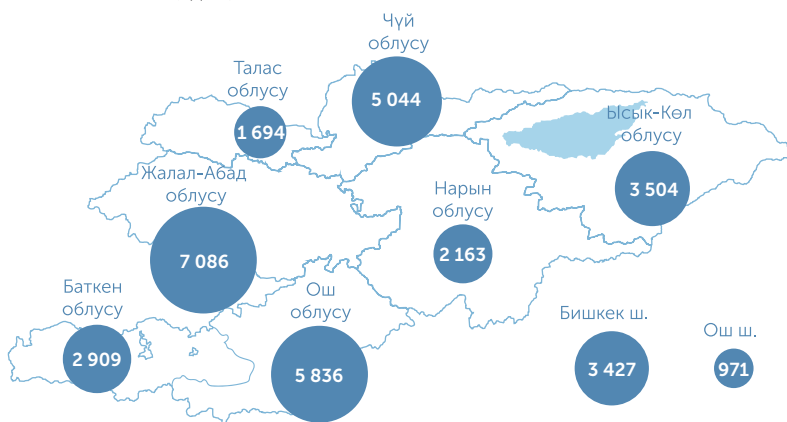 Чүй
облусу
5 044
Талас
облусу
1 694
Ысык-Көл
облусу
3 504
Жалал-Абад
облусу
7 086
Нарын
облусу
2 163
Баткен
облусу
2 909
Ош
облусу
5 836
Бишкек ш.
3 427
Ош ш.
971